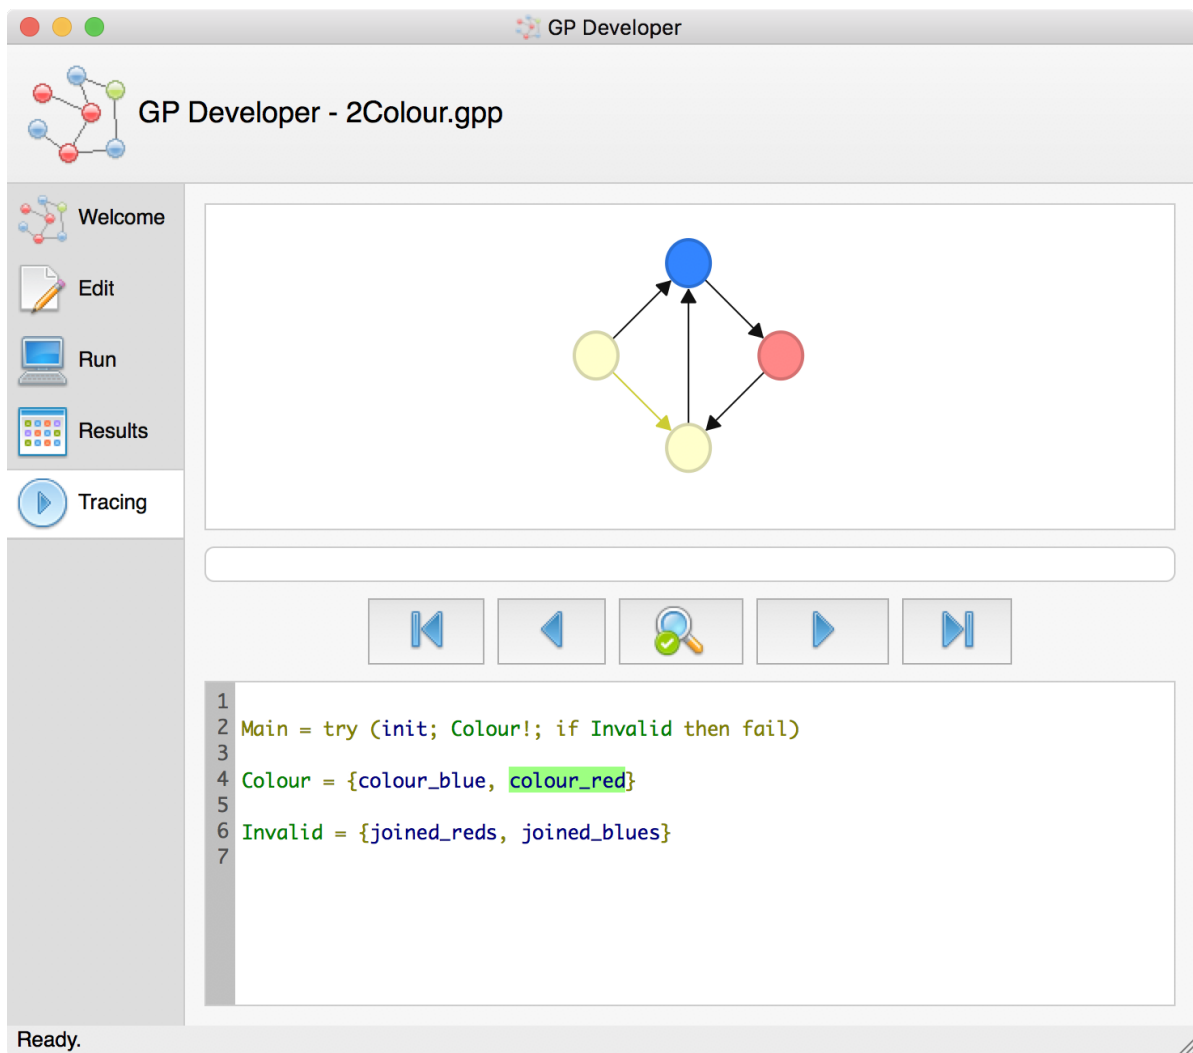 GP Developer
GP Developer - 2Colour.gpp
Welcome
Edit
Run
Results
Tracing
1
2 Main = try (init; Colour!; if Invalid then fail)
3
4 Colour = {colour_blue, colour_red}
5
6 Invalid = {joined_reds, joined_blues}
7
Ready.